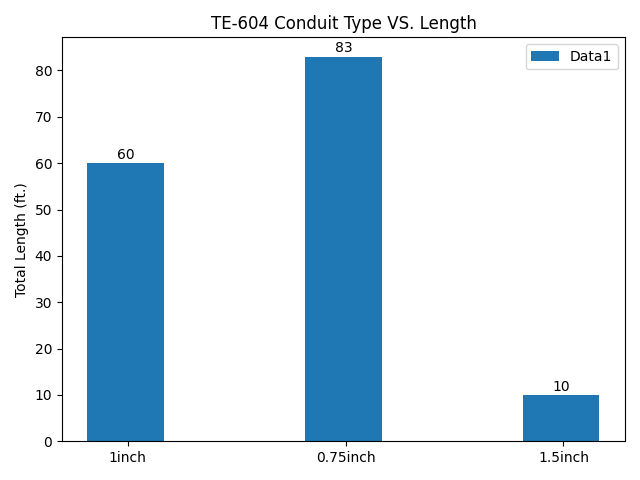 TE-604 Conduit Type VS. Length
Data1
Total Length (ft.)
80
70
60
50
40
30
20
10
0
60
83
10
1inch
0.75inch
1.5inch